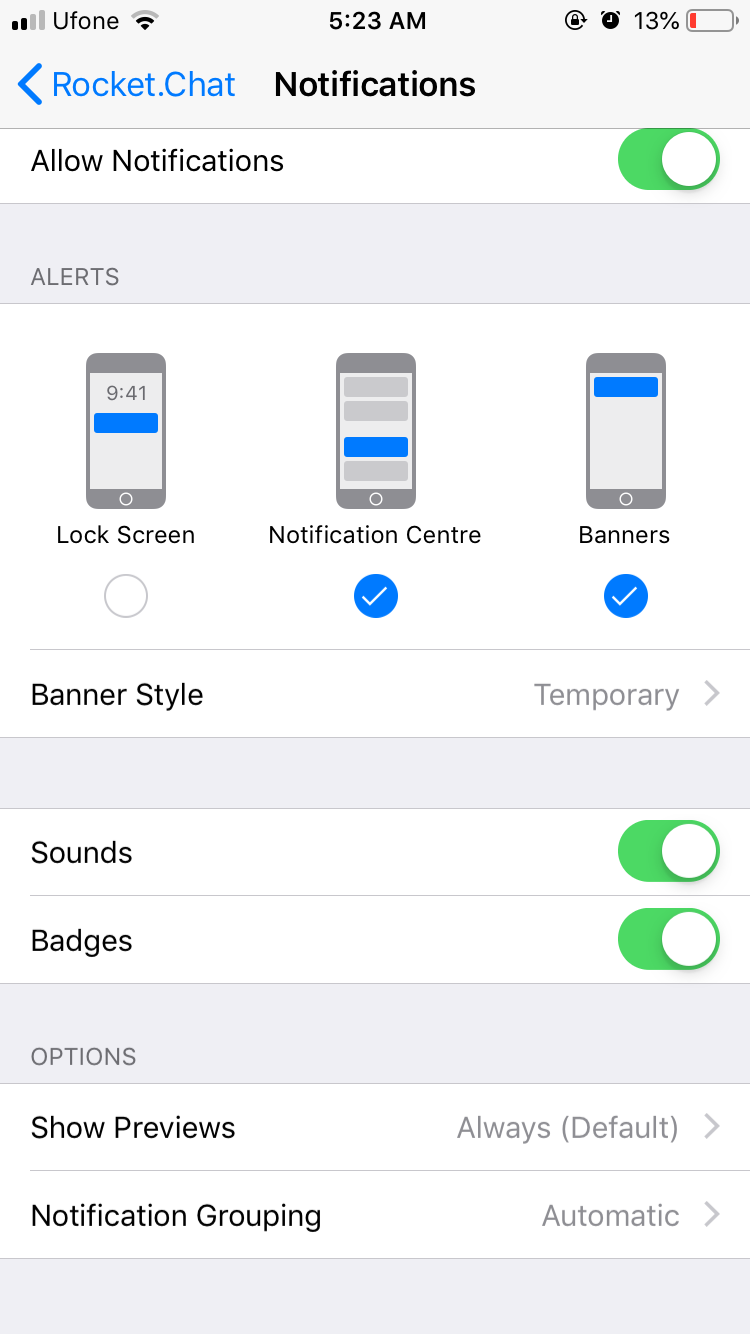 Ufone 5:23 AM 13%
Rocket.Chat Notifications
Allow Notifications
ALERTS
9:41
Lock Screen Notification Centre Banners
Banner Style Temporary
Sounds
Badges
OPTIONS
Show Previews Always (Default)
Notification Grouping Automatic